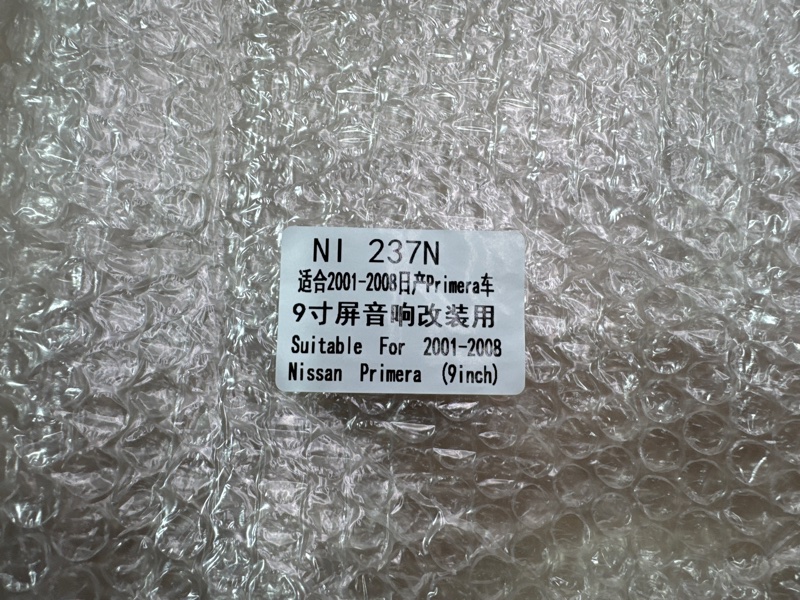 NI 237N
适合2001-2008日产Primera车
9寸屏音响改装用
Suitable For 2001-2008
Nissan Primera (9inch)